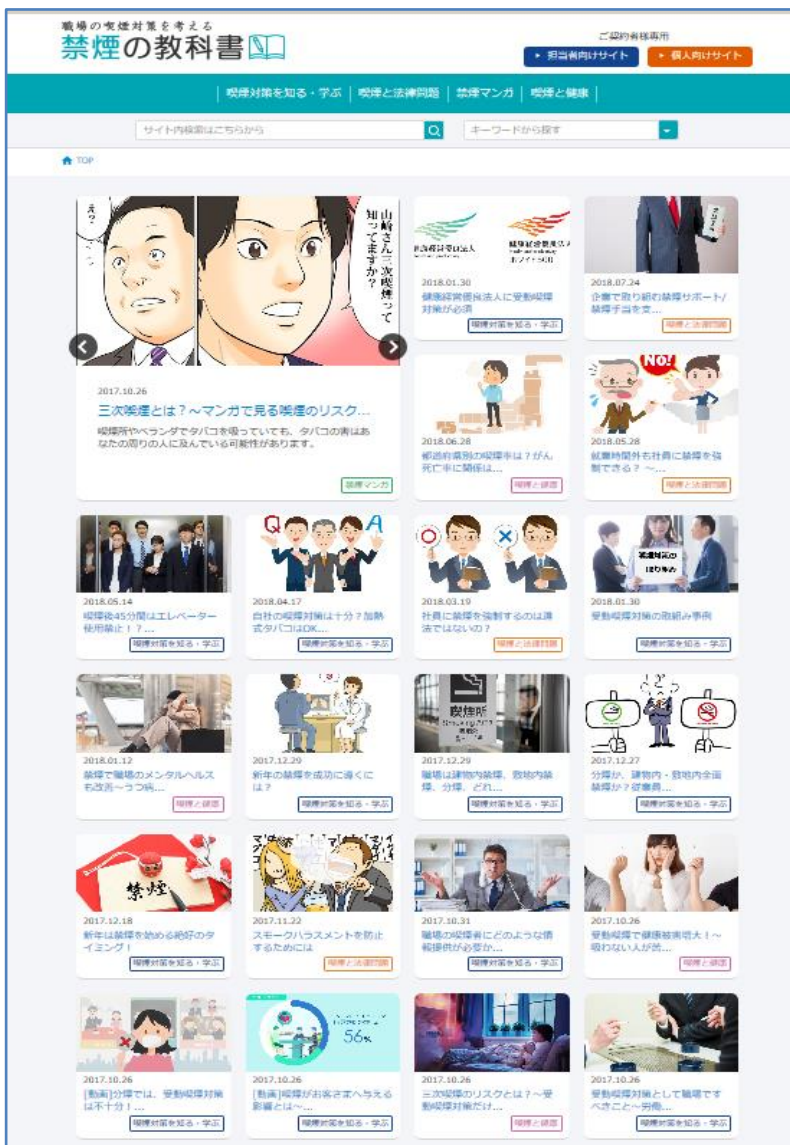 職場の喫煙対策を考える
禁煙の教科書
ご契約者様専用
担当者向けサイト
個人向けサイト
喫煙対策を知る・学ぶ
喫煙と法律問題
禁煙マンガ
喫煙と健康
サイト内検索はこちらから
キーワードから探す
TOP
え?
山崎さん三次喫煙って
知ってますか?
2017.10.26
三次喫煙とは?~マンガで見る喫煙のリスク...
喫煙所やベランダでタバコを吸っていても、タバコの害はあ
なたの周りの人に及んでいる可能性があります。
禁煙マンガ
健康経営優良法人
ホワイト500
2018.01.30
健康経営優良法人に受動喫煙
対策が必須
喫煙対策を知る・学ぶ
2018.07.24
企業で取り組む禁煙サポート/
禁煙手当を支...
喫煙と法律問題
2018.06.28
都道府県別の喫煙率は?がん
死亡率に関係は...
喫煙と健康
NO!
2018.05.28
就業時間外も社員に禁煙を強
制できる? ~...
喫煙と法律問題
2018.05.14
喫煙後45分間はエレベーター
使用禁止!?...
喫煙対策を知る・学ぶ
Q
A
2018.04.17
自社の喫煙対策は十分?加熱
式タバコはOK...
喫煙対策を知る・学ぶ
2018.03.19
社員に禁煙を強制するのは違
法ではないの?
喫煙と法律問題
喫煙対策の
取り組み
2018.01.30
受動喫煙対策の取組み事例
喫煙対策を知る・学ぶ
2018.01.12
禁煙で職場のメンタルヘルス
も改善~うつ病...
喫煙と健康
2017.12.29
新年の禁煙を成功に導くに
は?
喫煙対策を知る・学ぶ
喫煙所
Smoking Area
2017.12.29
職場は建物内禁煙、敷地内禁
煙、分煙、どれ...
喫煙対策を知る・学ぶ
2017.12.27
分煙か、建物内・敷地内全面
禁煙か?従業員...
喫煙対策を知る・学ぶ
禁煙
2017.12.18
新年は禁煙を始める絶好のタ
イミング!
喫煙対策を知る・学ぶ
2017.11.22
スモークハラスメントを防止
するためには
喫煙と法律問題
2017.10.31
職場の喫煙者にどのような情
報提供が必要か...
喫煙対策を知る・学ぶ
2017.10.26
受動喫煙で健康被害増大!~
吸わない人が苦...
喫煙と健康
2017.10.26
[動画]分煙では、受動喫煙対策
は不十分!...
喫煙対策を知る・学ぶ
56%
2017.10.26
[動画]喫煙がお客さまへ与える
影響とは~...
喫煙対策を知る・学ぶ
2017.10.26
三次喫煙のリスクとは?~受
動喫煙対策だけ...
喫煙と健康
2017.10.26
受動喫煙対策として職場です
べきこと~労働...
喫煙対策を知る・学ぶ